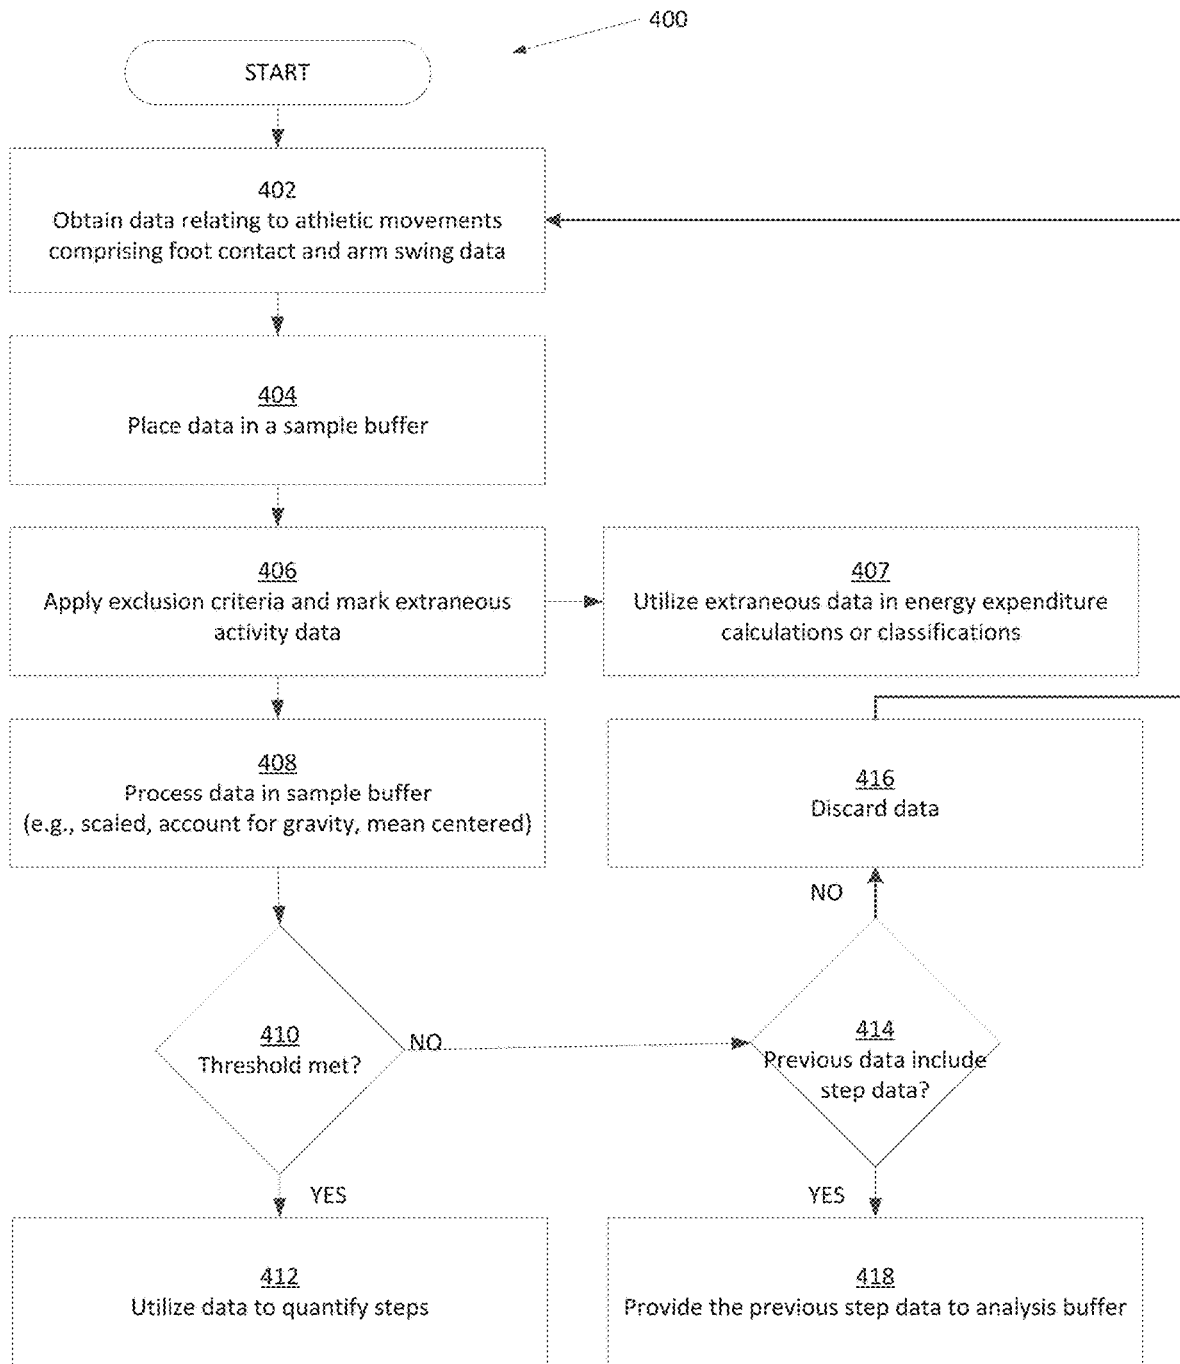 400
START
402
Obtain data relating to athletic movements
comprising foot contact and arm swing data
404
Place data in a sample buffer
406
Apply exclusion criteria and mark extraneous
activity data
407
Utilize extraneous data in energy expenditure
calculations or classifications
408
Process data in sample buffer
(e.g., scaled, account for gravity, mean centered)
416
Discard data
NO
410
Threshold met?
NO
414
Previous data include
step data?
YES
YES
412
Utilize data to quantify steps
418
Provide the previous step data to analysis buffer